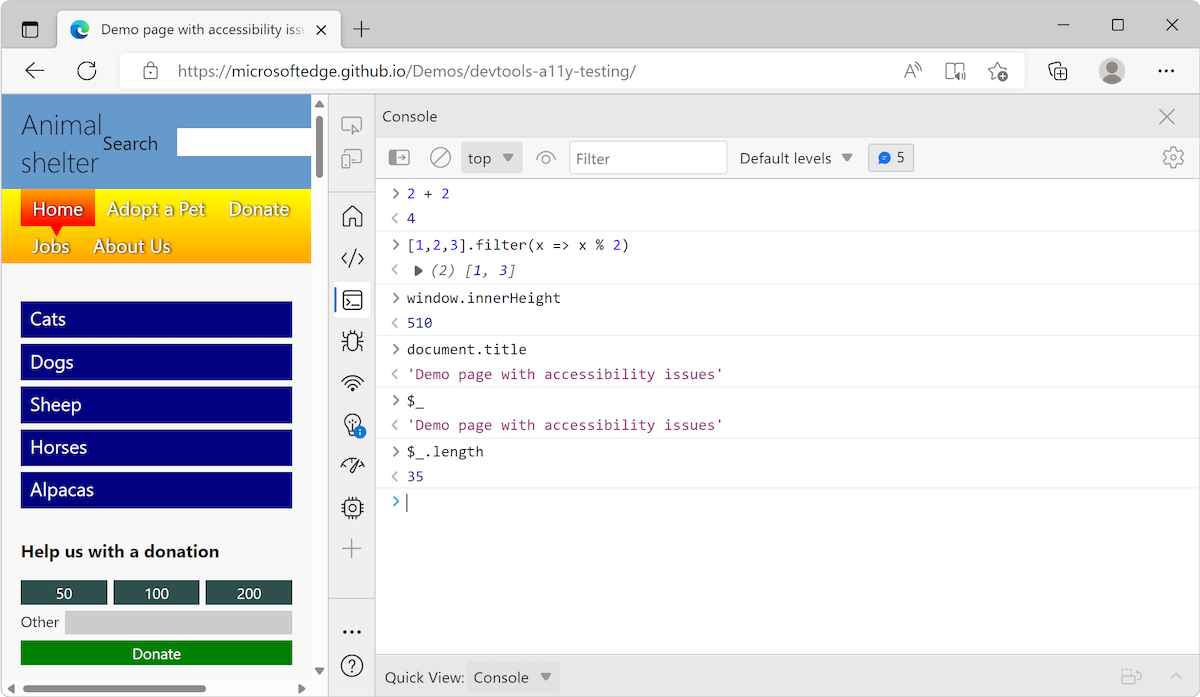 Demo page with accessibility issu
https://microsoftedge.github.io/Demos/devtools-a11y-testing/
Animal
shelter
Search
Home Adopt a Pet Donate
Jobs About Us
Cats
Dogs
Sheep
Horses
Alpacas
Help us with a donation
50 100 200
Other
Donate
Console
top Filter Default levels 5
> 2 + 2
< 4
> [1,2,3].filter(x => x % 2)
< ▶ (2) [1, 3]
> window.innerHeight
< 510
> document.title
< 'Demo page with accessibility issues'
> $_
< 'Demo page with accessibility issues'
> $_.length
< 35
>
Quick View: Console